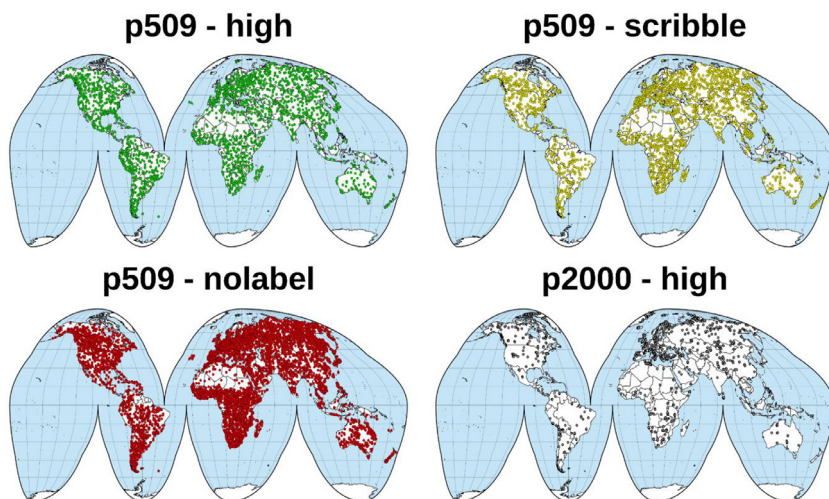 p509 - high
p509 - scribble
p509 - nolabel
p2000 - high